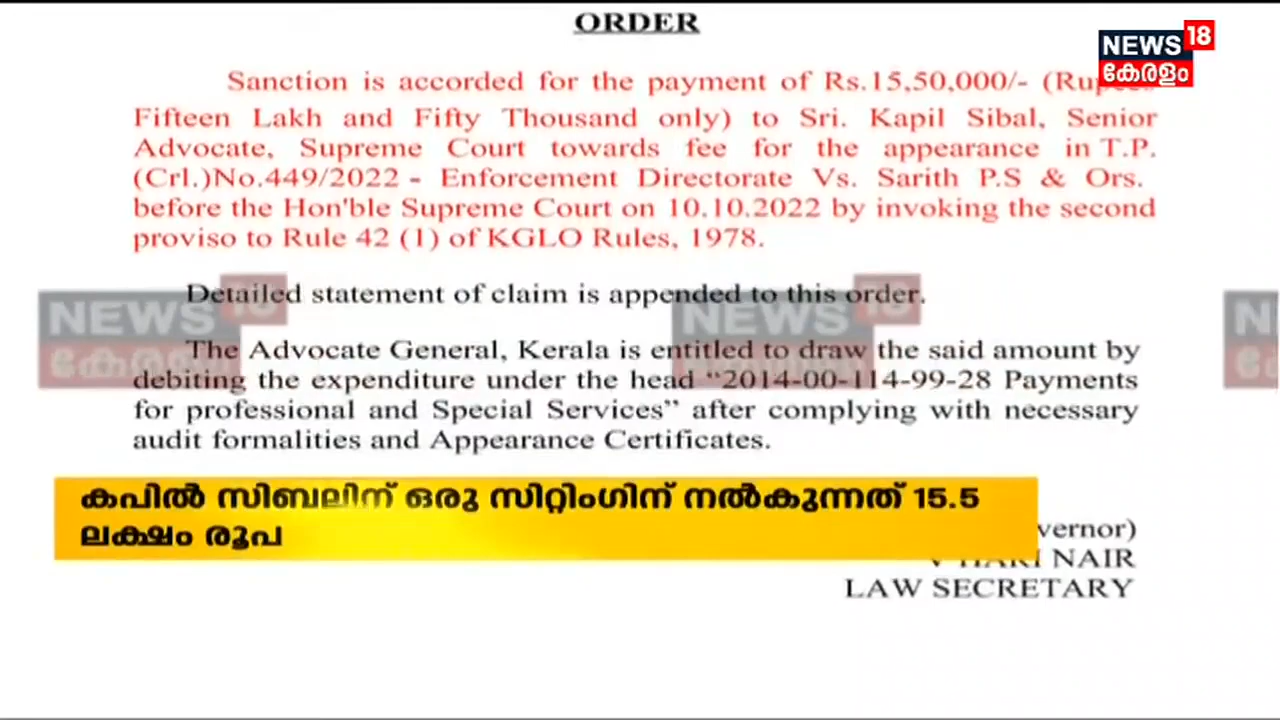 ORDER
NEWS 18
കേരളം
Sanction is accorded for the payment of Rs.15,50,000/-
Fifteen Lakh and Fifty Thousand only) to Sri. Kapil Sibal, Senior
Advocate, Supreme Court towards fee for the appearance in T.P.
(Crl.)No.449/2022 - Enforcement Directorate Vs. Sarith P.S & Ors.
before the Hon'ble Supreme Court on 10.10.2022 by invoking the second
proviso to Rule 42 (1) of KGLO Rules, 1978.
Detailed statement of claim is appended to this order.
NEWS 18
NEWS 18
The Advocate General, Kerala is entitled to draw the said amount by
debiting the expenditure under the head "2014-00-114-99-28 Payments
for professional and Special Services" after complying with necessary
audit formalities and Appearance Certificates.
കപിൽ സിബലിന് ഒരു സിറ്റിംഗിന് നൽകുന്നത് 15.5
ലക്ഷം രൂപ
vernor)
NAIR
LAW SECRETARY